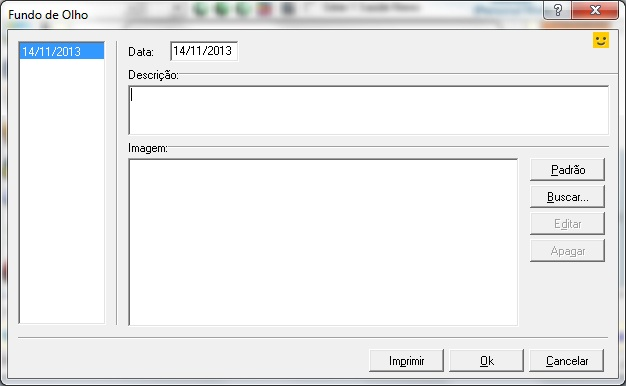 Fundo de Olho
14/11/2013
Data: 14/11/2013
Descrição:
Imagem:
Padrão
Buscar...
Editar
Apagar
Imprimir
Ok
Cancelar